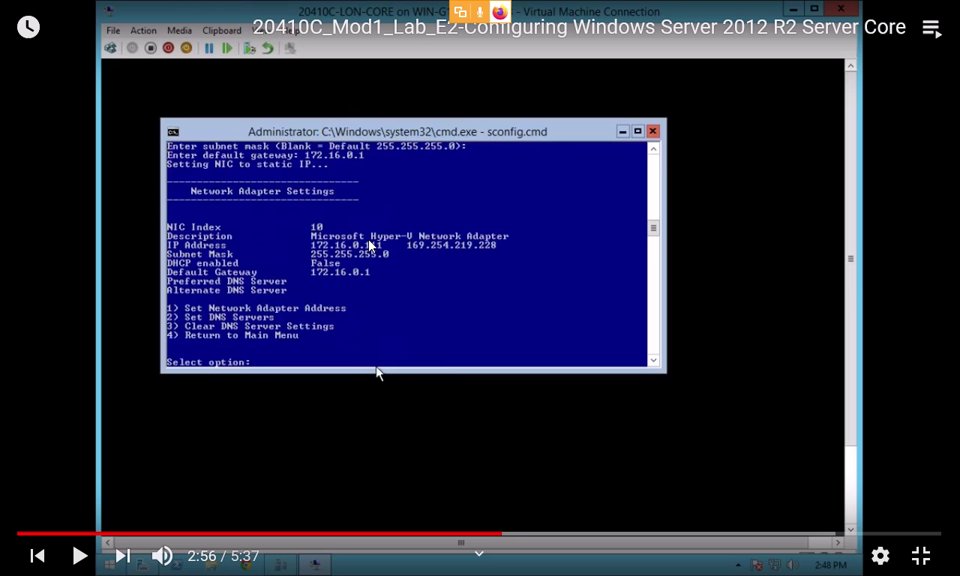 20410C-LON-CORE on WIN-G - Virtual Machine Connection
20410C_Mod1_Lab_E2-Configuring Windows Server 2012 R2 Server Core
File Action Media Clipboard
Administrator: C:\Windows\system32\cmd.exe - sconfig.cmd
Enter subnet mask (Blank = Default 255.255.255.0):
Enter default gateway: 172.16.0.1
Setting NIC to static IP...
Network Adapter Settings
NIC Index 10
Description Microsoft Hyper-V Network Adapter
IP Address 169.254.219.228
Subnet Mask 255.255.255.0
DHCP enabled False
Default Gateway 172.16.0.1
Preferred DNS Server
Alternate DNS Server
1) Set Network Adapter Address
2) Set DNS Servers
3) Clear DNS Server Settings
4) Return to Main Menu
Select option:
2:56 / 5:37
2:48 PM